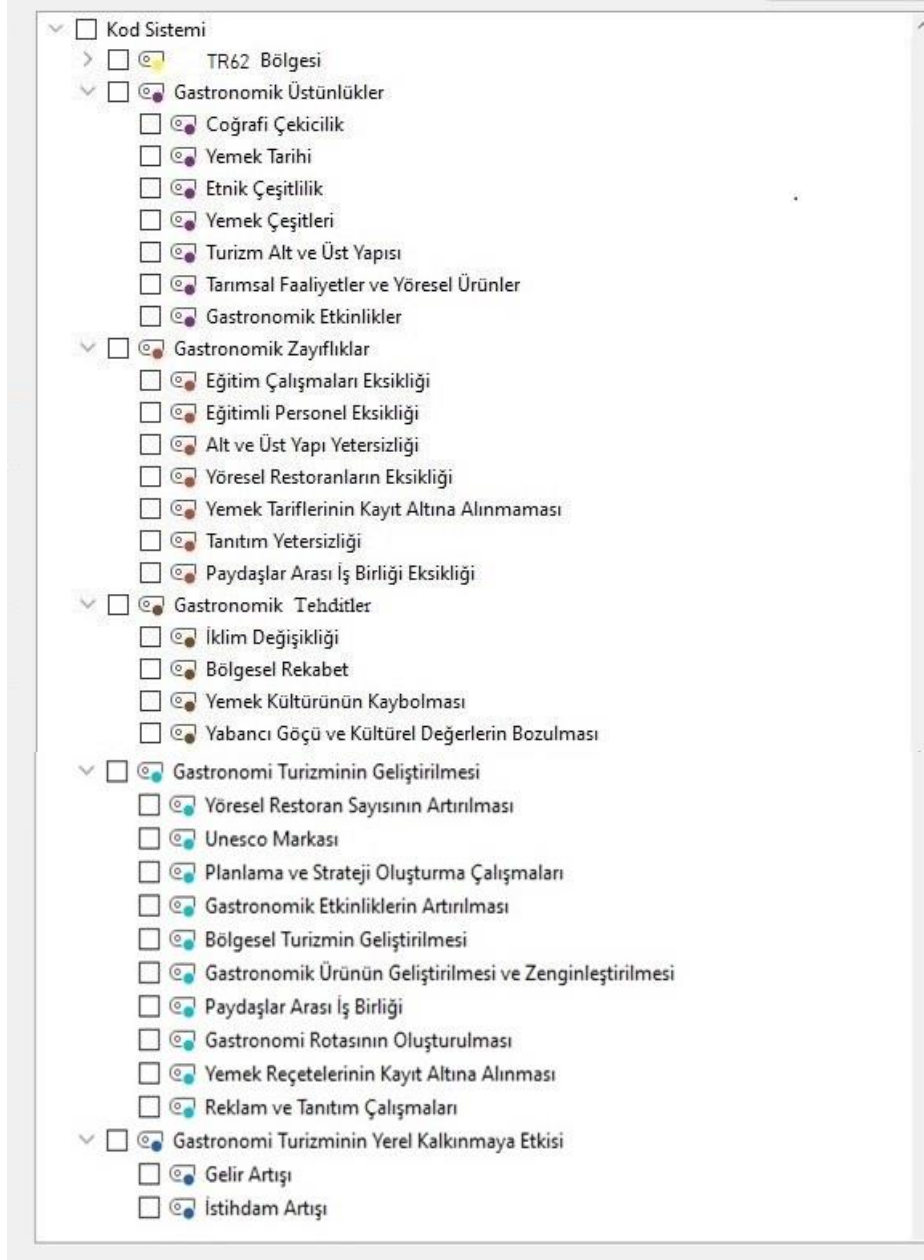 Kod Sistemi
TR62 Bölgesi
Gastronomik Üstünlükler
Coğrafi Çekicilik
Yemek Tarihi
Etnik Çeşitlilik
Yemek Çeşitleri
Turizm Alt ve Üst Yapısı
Tarımsal Faaliyetler ve Yöresel Ürünler
Gastronomik Etkinlikler
Gastronomik Zayıflıklar
Eğitim Çalışmaları Eksikliği
Eğitimli Personel Eksikliği
Alt ve Üst Yapı Yetersizliği
Yöresel Restoranların Eksikliği
Yemek Tariflerinin Kayıt Altına Alınmaması
Tanıtım Yetersizliği
Paydaşlar Arası İş Birliği Eksikliği
Gastronomik Tehditler
İklim Değişikliği
Bölgesel Rekabet
Yemek Kültürünün Kaybolması
Yabancı Göçü ve Kültürel Değerlerin Bozulması
Gastronomi Turizminin Geliştirilmesi
Yöresel Restoran Sayısının Artırılması
Unesco Markası
Planlama ve Strateji Oluşturma Çalışmaları
Gastronomik Etkinliklerin Artırılması
Bölgesel Turizmin Geliştirilmesi
Gastronomik Ürünün Geliştirilmesi ve Zenginleştirilmesi
Paydaşlar Arası İş Birliği
Gastronomi Rotasının Oluşturulması
Yemek Reçetelerinin Kayıt Altına Alınması
Reklam ve Tanıtım Çalışmaları
Gastronomi Turizminin Yerel Kalkınmaya Etkisi
Gelir Artışı
İstihdam Artışı